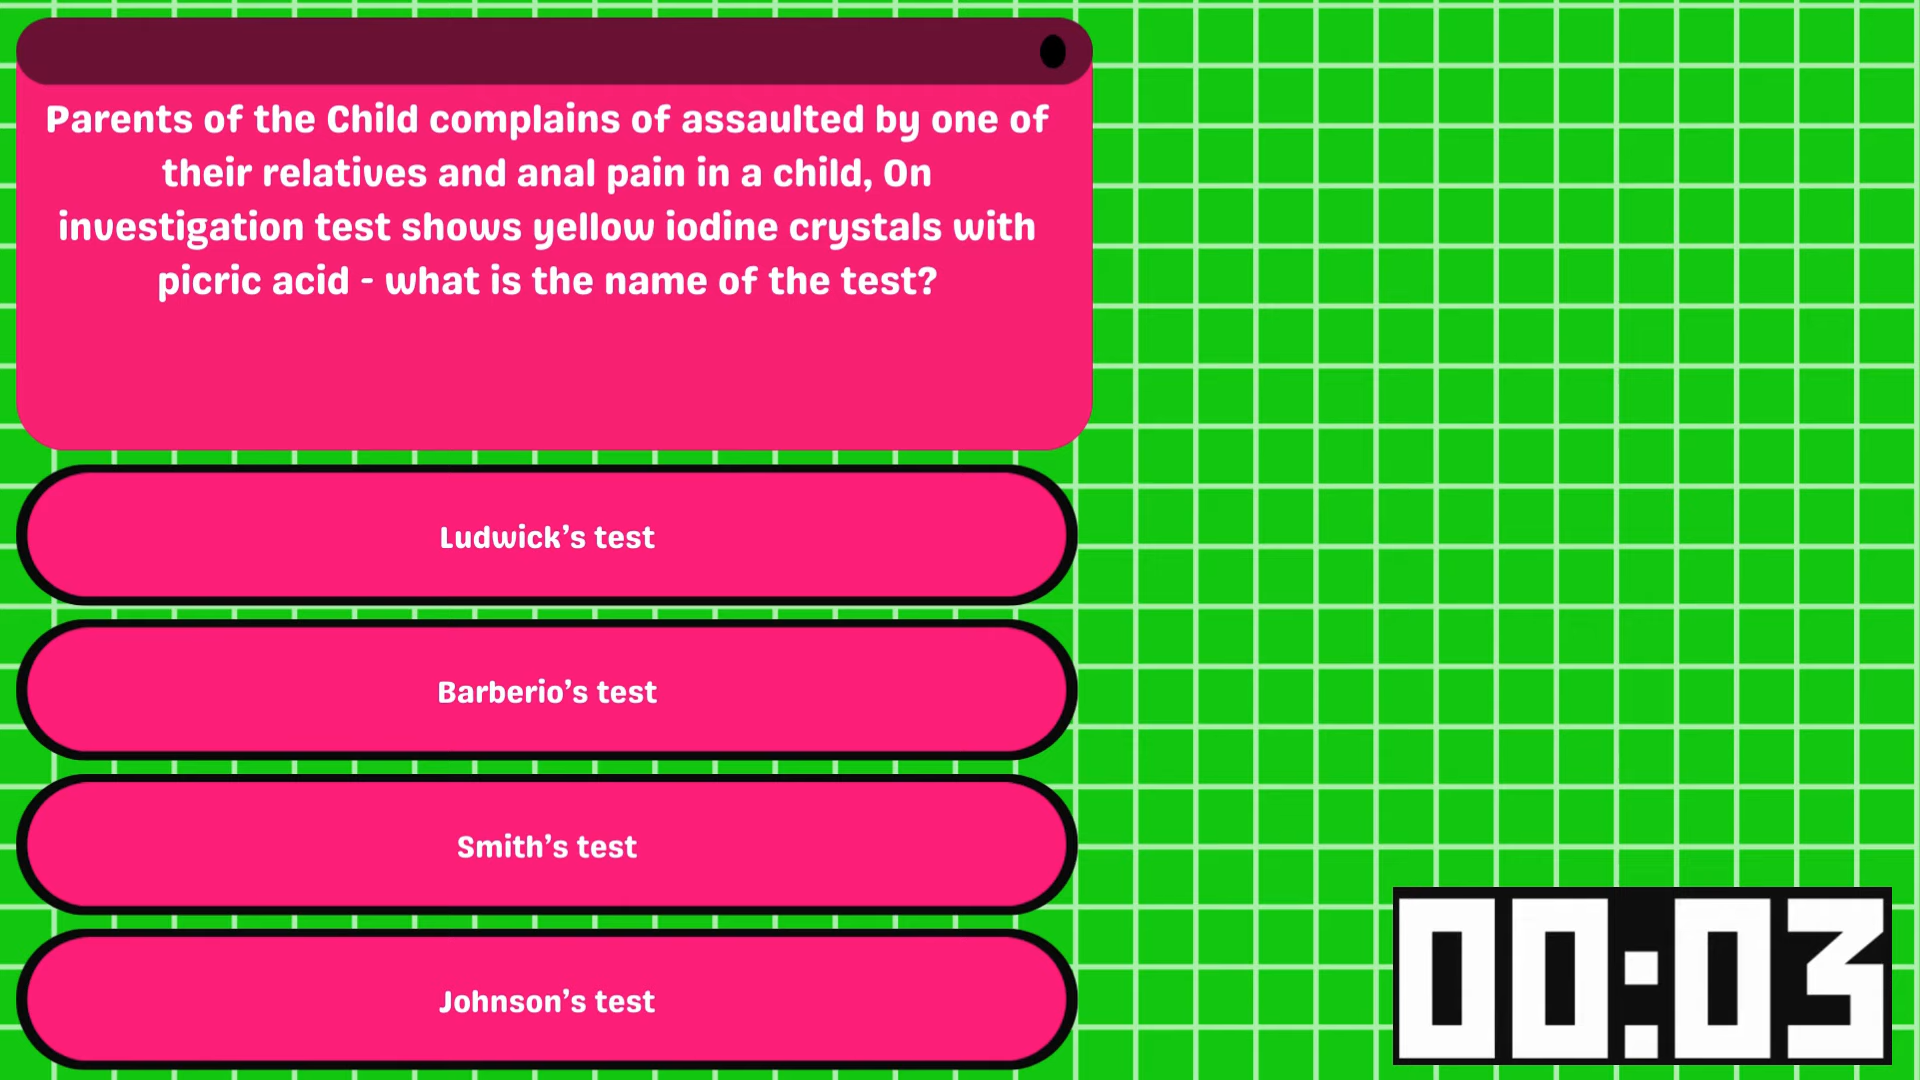 Parents of the Child complains of assaulted by one of
their relatives and anal pain in a child, On
investigation test shows yellow iodine crystals with
picric acid - what is the name of the test?
Ludwick's test
Barberio's test
Smith's test
Johnson's test
00:03